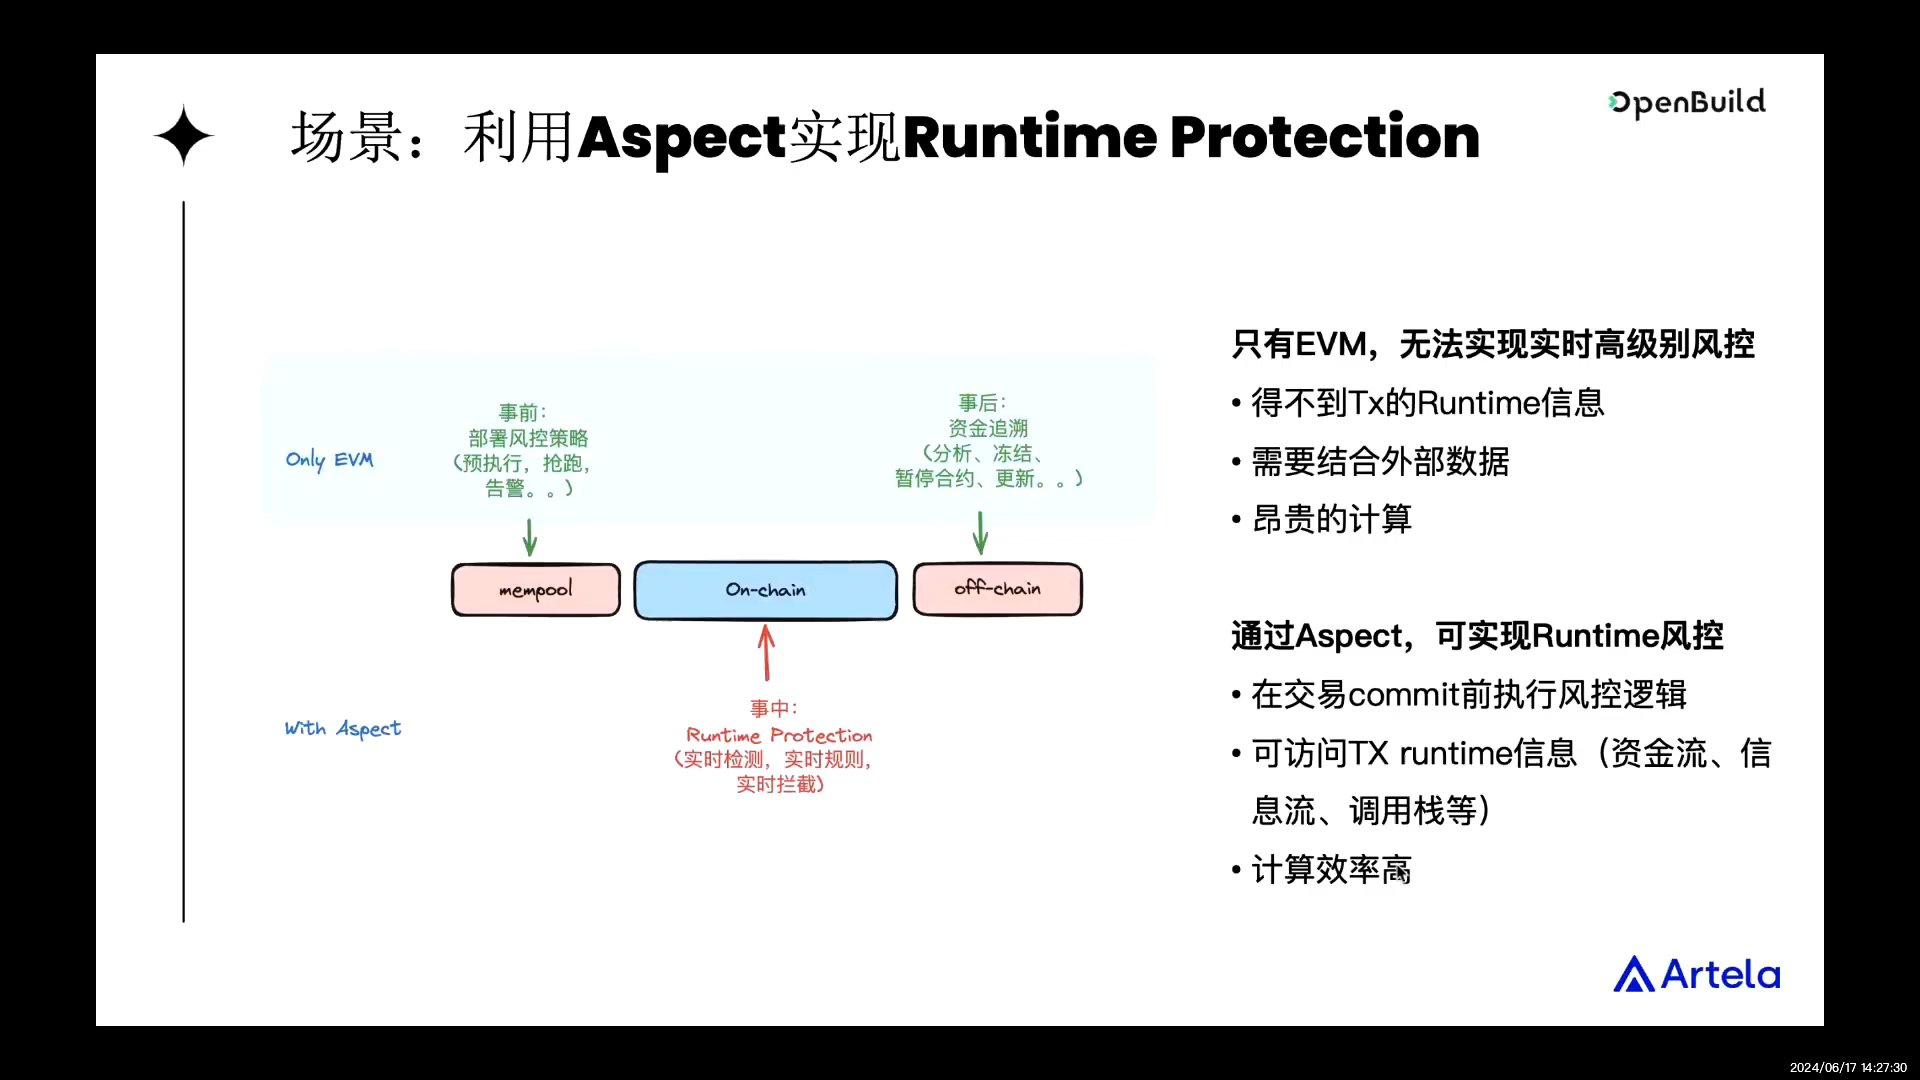 场景：利用Aspect实现Runtime Protection
OpenBuild
Only EVM
事前：
部署风控策略
（预执行，抢跑，
告警。。）
事后：
资金追溯
（分析、冻结、
暂停合约、更新。。）
mempool
On-chain
off-chain
With Aspect
事中：
Runtime Protection
（实时检测，实时规则，
实时拦截）
只有EVM，无法实现实时高级别风控
• 得不到Tx的Runtime信息
• 需要结合外部数据
• 昂贵的计算
通过Aspect，可实现Runtime风控
• 在交易commit前执行风控逻辑
• 可访问TX runtime信息（资金流、信
息流、调用栈等）
• 计算效率高
Artela
2024/06/17 14:27:30